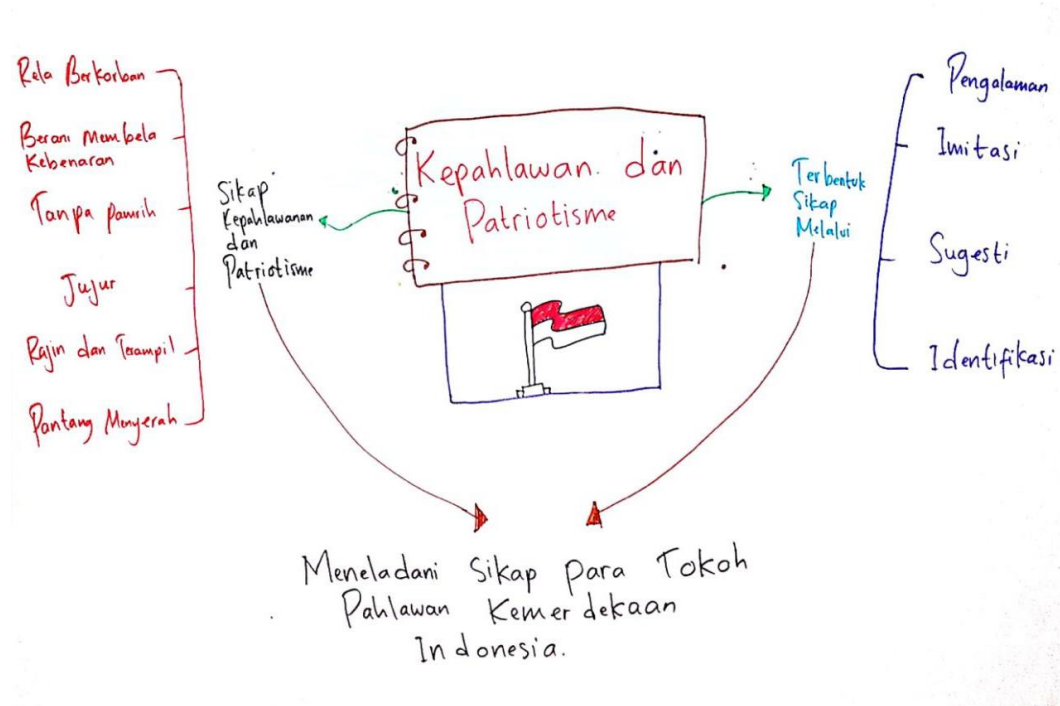 Kepahlawan dan
Patriotisme
Sikap
Kepahlawanan
dan
Patriotisme
Rela Berkorban
Berani Membela
Kebenaran
Tanpa pamrih
Jujur
Rajin dan Terampil
Pantang Menyerah
Terbentuk
Sikap
Melalui
Pengalaman
Imitasi
Sugesti
Identifikasi
Meneladani Sikap para Tokoh
Pahlawan Kemerdekaan
Indonesia.